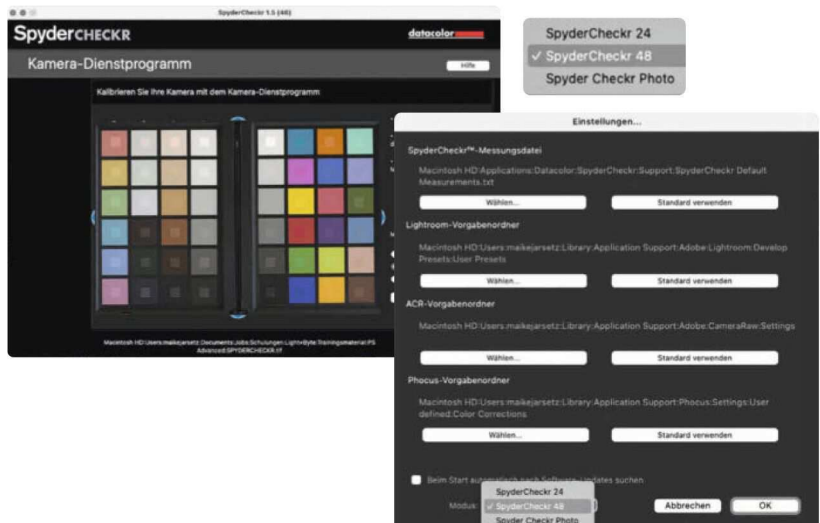 SpyderCheckr 1.5 (48)
SpyderCHECKR
datacolor
Kamera-Dienstprogramm
Hilfe
Kalibrieren Sie Ihre Kamera mit dem Kamera-Dienstprogramm
Macintosh HD:Users:maikejarsetz:Documents:Jobs:Schulungen:Light+Byte:Trainingsmaterial:PS
Advanced:SPYDERCHECKR.tif
SpyderCheckr 24
✓ SpyderCheckr 48
Spyder Checkr Photo
Einstellungen...
SpyderCheckr™-Messungsdatei
Macintosh HD:Applications:Datacolor:SpyderCheckr:Support:SpyderCheckr Default
Measurements.txt
Wählen... Standard verwenden
Lightroom-Vorgabenordner
Macintosh HD:Users:maikejarsetz:Library:Application Support:Adobe:Lightroom:Develop
Presets:User Presets
Wählen... Standard verwenden
ACR-Vorgabenordner
Macintosh HD:Users:maikejarsetz:Library:Application Support:Adobe:CameraRaw:Settings
Wählen... Standard verwenden
Phocus-Vorgabenordner
Macintosh HD:Users:maikejarsetz:Library:Application Support:Phocus:Settings:User
defined:Color Corrections
Wählen... Standard verwenden
Beim Start automatisch nach Software-Updates suchen
SpyderCheckr 24
Modus: ✓ SpyderCheckr 48
Spyder Checkr Photo
Abbrechen OK